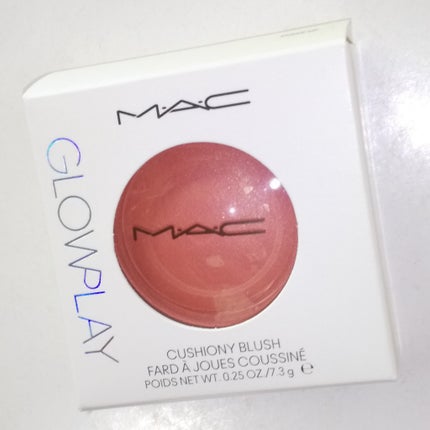 M·A·C
GLOWPLAY
M·A·C
CUSHIONY BLUSH
FARD À JOUES COUSSINÉ
POIDS NET WT. 0.25 OZ./7.3 g ℮